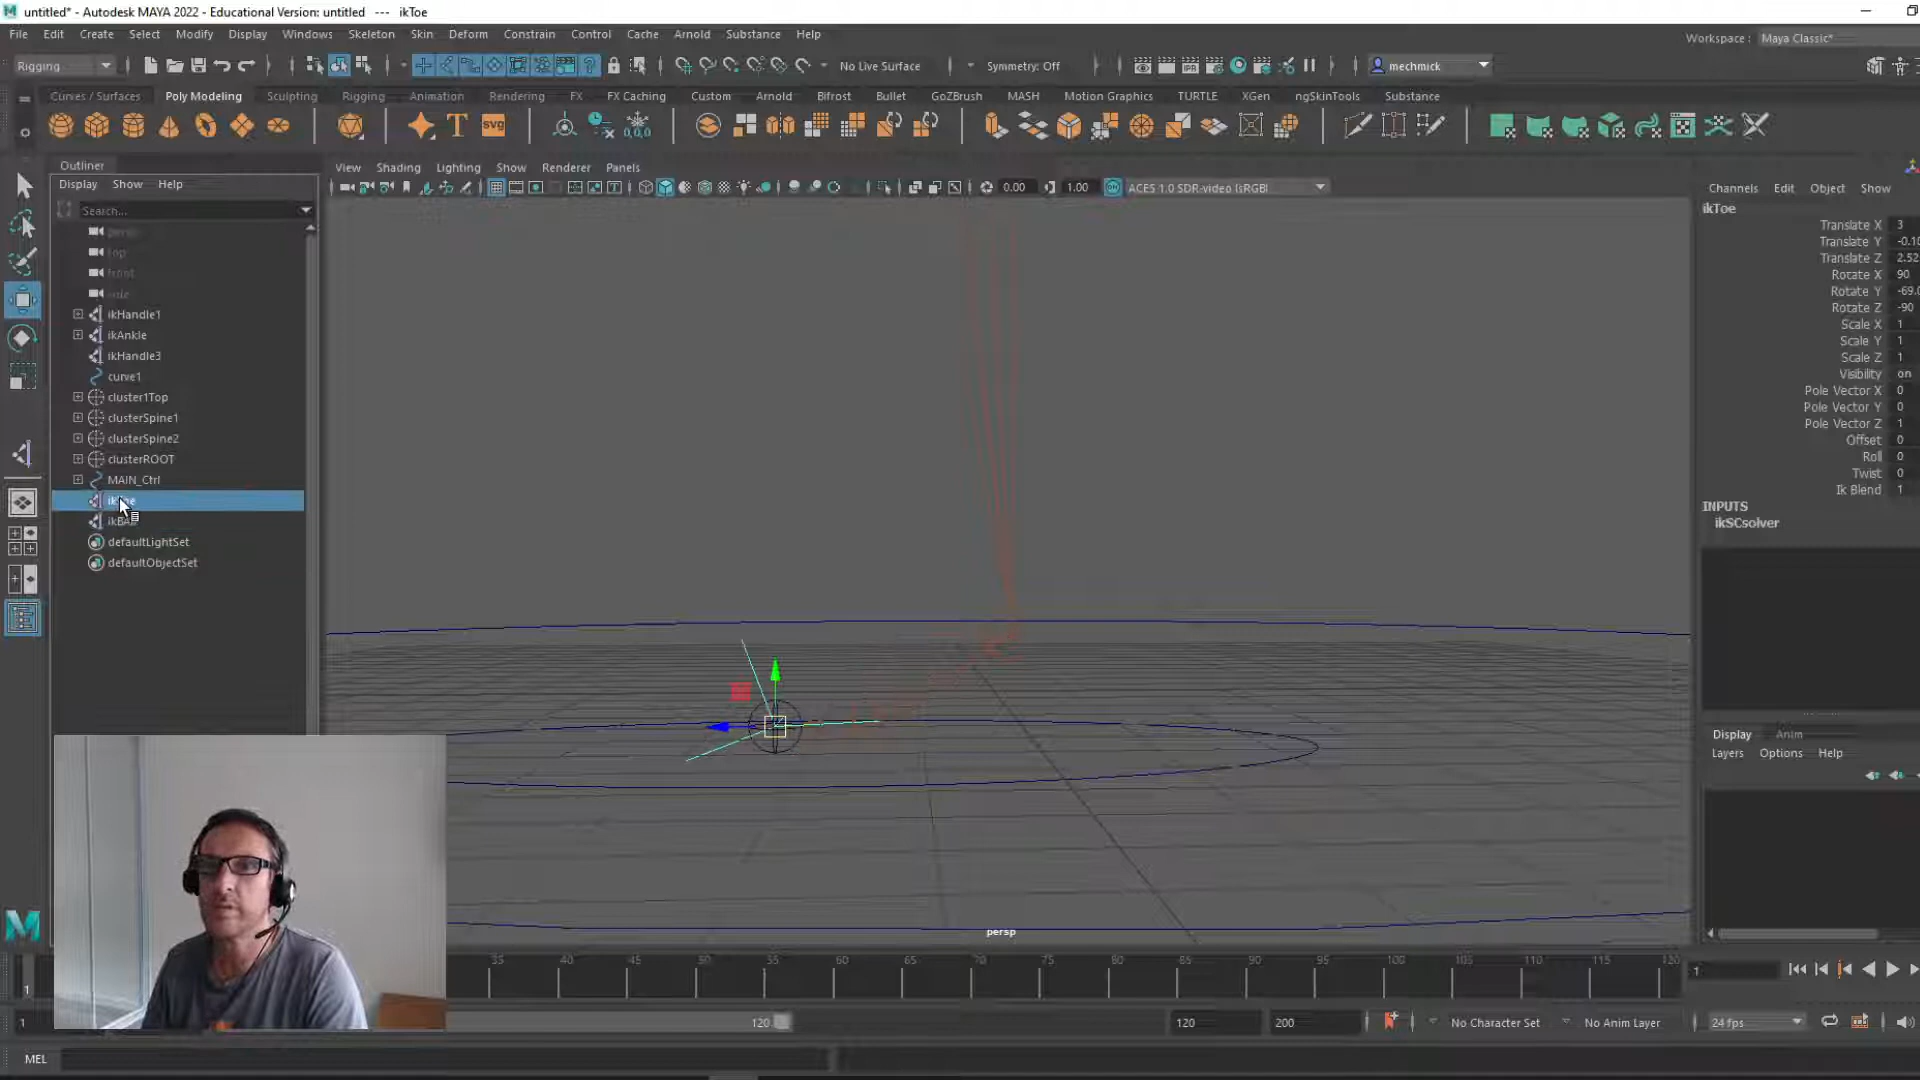 untitled* - Autodesk MAYA 2022 - Educational Version: untitled --- ikToe
File Edit Create Select Modify Display Windows Skeleton Skin Deform Constrain Control Cache Arnold Substance Help
Workspace : Maya Classic*
Rigging
No Live Surface
Symmetry: Off
mechmick
Curves / Surfaces Poly Modeling Sculpting Rigging Animation Rendering FX FX Caching Custom Arnold Bifrost Bullet GoZBrush MASH Motion Graphics TURTLE XGen ngSkinTools Substance
T
SVG
0,0,0
Outliner
Display Show Help
Search...
persp
top
front
side
ikHandle1
ikAnkle
ikHandle3
curve1
cluster1Top
clusterSpine1
clusterSpine2
clusterROOT
MAIN_Ctrl
defaultLightSet
defaultObjectSet
View Shading Lighting Show Renderer Panels
0.00
1.00
ACES 1.0 SDR-video (sRGB)
persp
Channels Edit Object Show
ikToe
Translate X 3
Translate Y -0.1
Translate Z 2.52
Rotate X 90
Rotate Y -69.
Rotate Z -90
Scale X 1
Scale Y 1
Scale Z 1
Visibility on
Pole Vector X 0
Pole Vector Y 0
Pole Vector Z 1
Offset 0
Roll 0
Twist 0
Ik Blend 1
INPUTS
ikSCsolver
Display Anim
Layers Options Help
1
35 40 45 50 55 60 65 70 75 80 85 90 95 100 105 110 115 120
1
1
120
120
200
No Character Set
No Anim Layer
24 fps
MEL